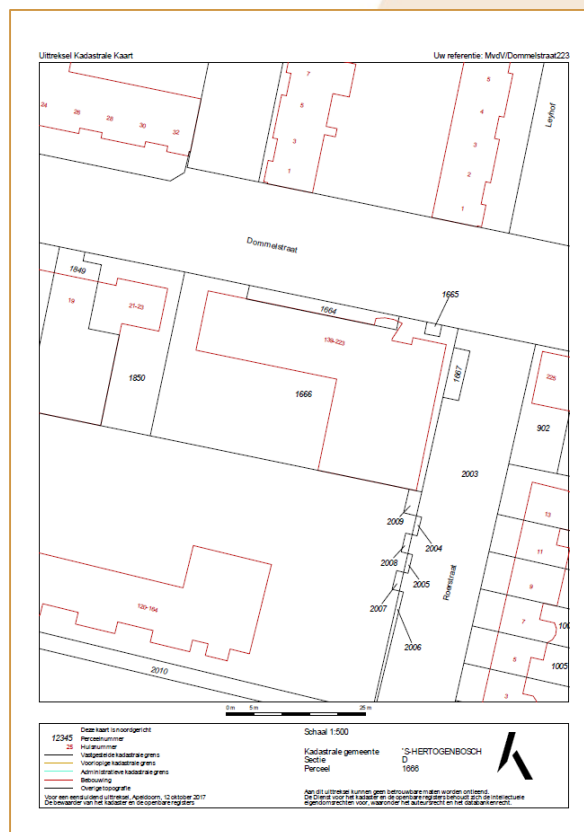 Uittreksel Kadastrale Kaart
Uw referentie: MvdV/Dommelstraat223
24
26
28
30
32
7
5
3
1
5
4
3
2
1
Leyhof
Dommelstraat
1849
19
21-23
1850
1664
139-223
1665
1666
1667
225
902
2003
2009
2004
2008
2005
2007
2006
Roerstraat
13
11
9
7
5
3
1005
120-164
2010
0 m
5 m
25 m
Deze kaart is noordgericht
12345 Perceelnummer
25 Huisnummer
Vastgestelde kadastrale grens
Voorlopige kadastrale grens
Administratieve kadastrale grens
Bebouwing
Overige topografie
Voor een eensluidend uittreksel, Apeldoorn, 12 oktober 2017
De bewaarder van het kadaster en de openbare registers
Schaal 1:500
Kadastrale gemeente 'S-HERTOGENBOSCH
Sectie D
Perceel 1666
Aan dit uittreksel kunnen geen betrouwbare maten worden ontleend.
De Dienst voor het kadaster en de openbare registers behoudt zich de intellectuele
eigendomsrechten voor, waaronder het auteursrecht en het databankenrecht.